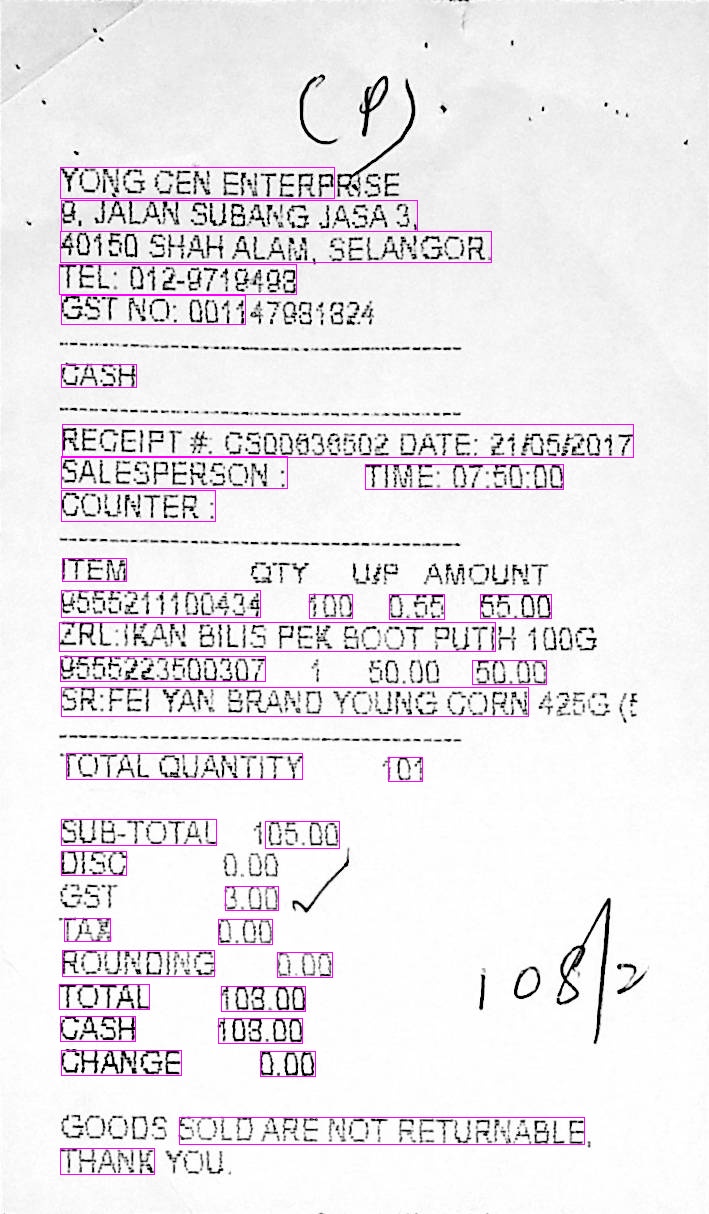 (P)
YONG CEN ENTERPRISE
9, JALAN SUBANG JASA 3,
40150 SHAH ALAM, SELANGOR.
TEL: 012-9719498
GST NO: 001147981824
CASH
RECEIPT #: CS00638502 DATE: 21/05/2017
SALESPERSON : TIME: 07:50:00
COUNTER :
ITEM QTY U/P AMOUNT
9555211100434 100 0.55 55.00
ZRL:IKAN BILIS PEK BOOT PUTIH 100G
9555223500307 1 50.00 50.00
SR:FEI YAN BRAND YOUNG CORN 425G (5
TOTAL QUANTITY 101
SUB-TOTAL 105.00
DISC 0.00
GST 3.00
TAX 0.00
ROUNDING 0.00
TOTAL 108.00
CASH 108.00
CHANGE 0.00
108/2
GOODS SOLD ARE NOT RETURNABLE,
THANK YOU.